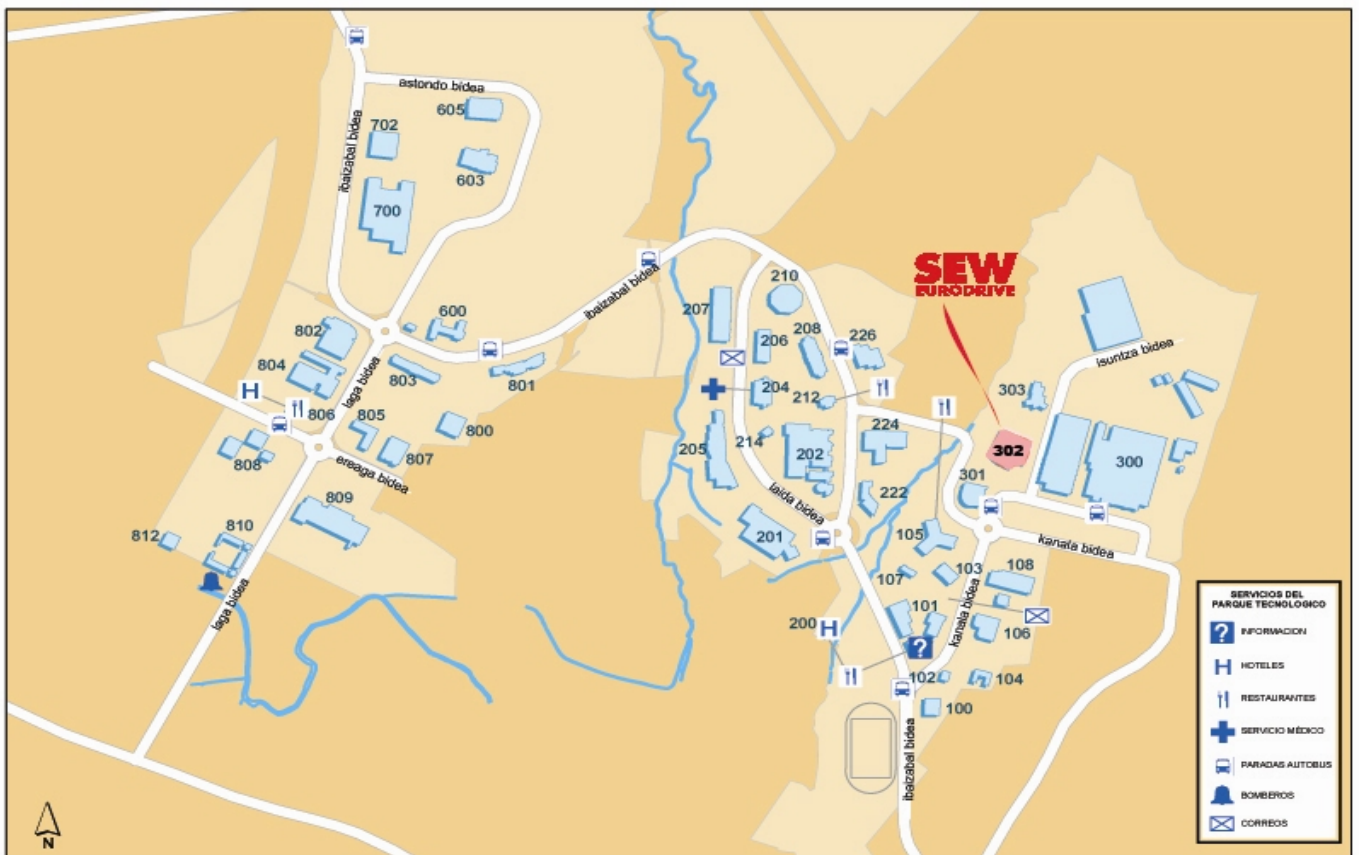 astondo bidea
605
702
603
ibaizabal bidea
700
SEW
EURODRIVE
210
207
208
206
226
600
802
804
803
801
laga bidea
ibaizabal bidea
isuntza bidea
303
204
212
H
806
805
800
214
224
205
202
302
300
301
808
807
ereaga bidea
809
laida bidea
222
201
105
kanala bidea
812
810
107
103
108
laga bidea
101
kanala bidea
106
200
H
?
102
104
100
ibaizabal bidea
N
SERVICIOS DEL
PARQUE TECNOLOGICO
? INFORMACION
H HOTELES
RESTAURANTES
SERVICIO MÉDICO
PARADAS AUTOBUS
BOMBEROS
CORREOS